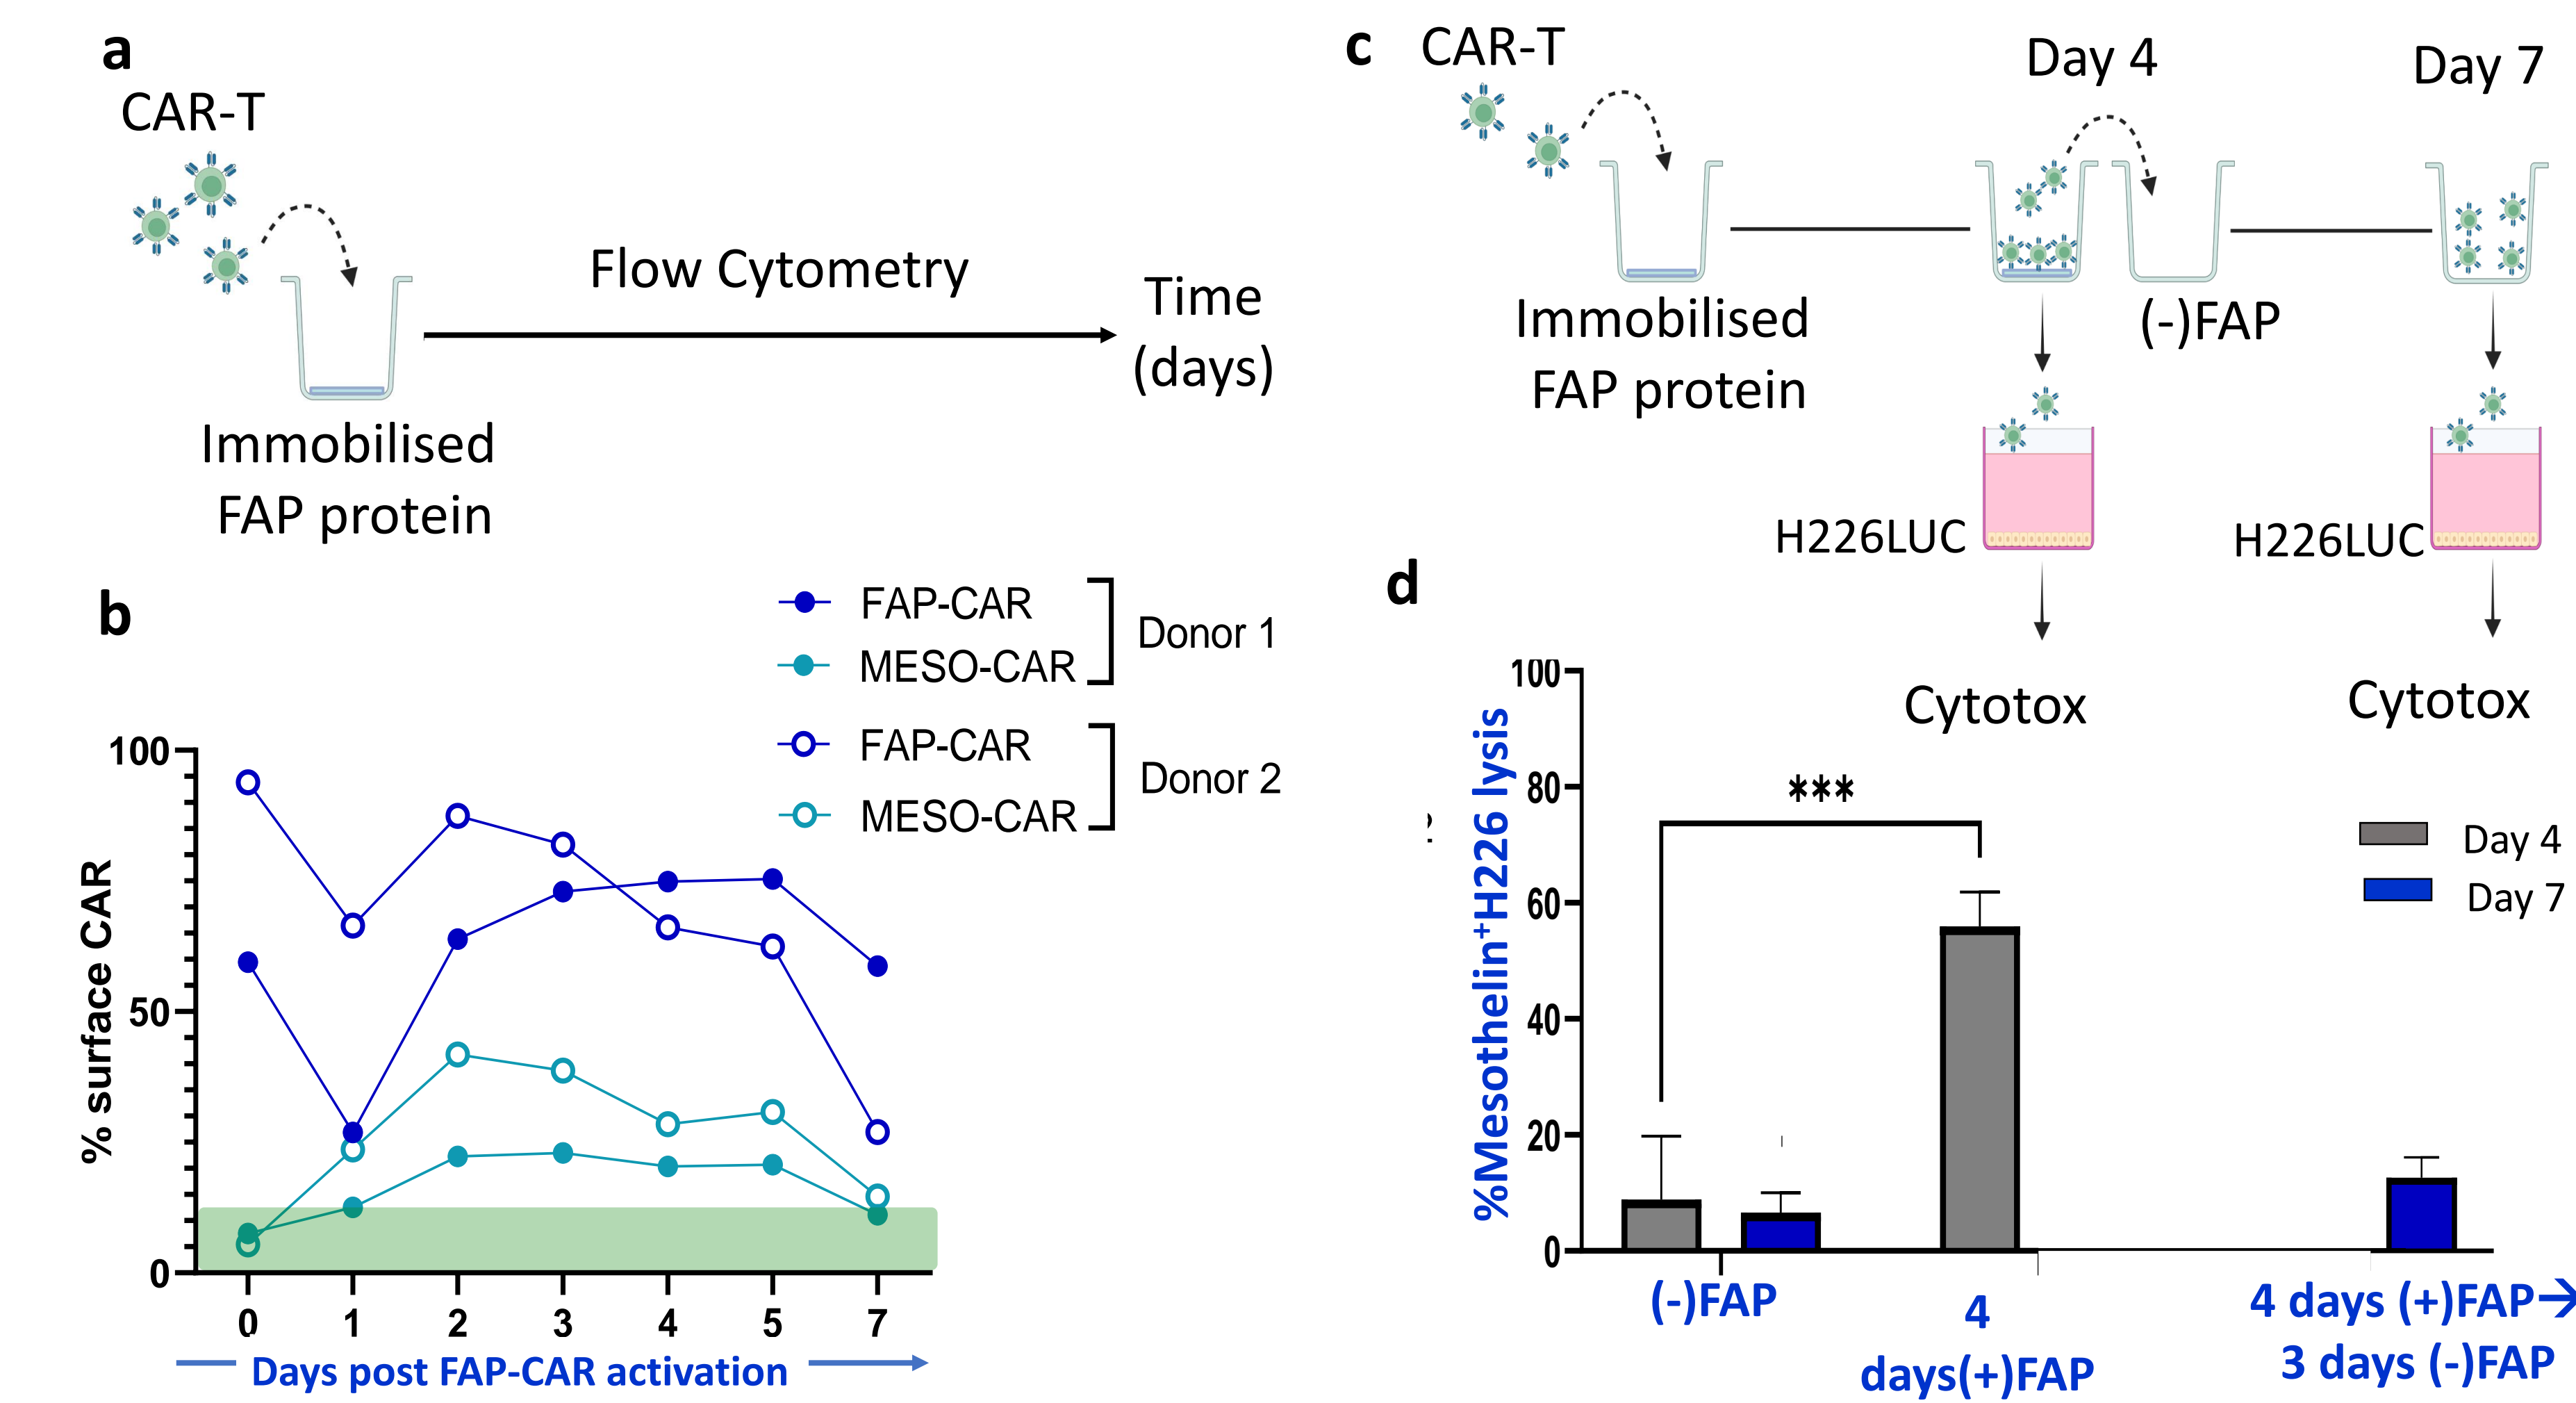 a
CAR-T
Flow Cytometry
Time
(days)
Immobilised
FAP protein
b
FAP-CAR
MESO-CAR
Donor 1
FAP-CAR
MESO-CAR
Donor 2
% surface CAR
100
50
0
0 1 2 3 4 5 7
Days post FAP-CAR activation
c
CAR-T
Day 4
Day 7
Immobilised
FAP protein
(-)FAP
H226LUC
H226LUC
Cytotox
Cytotox
d
%Mesothelin⁺H226 lysis
100
80
60
40
20
0
***
Day 4
Day 7
(-)FAP
4
days(+)FAP
4 days (+)FAP→
3 days (-)FAP